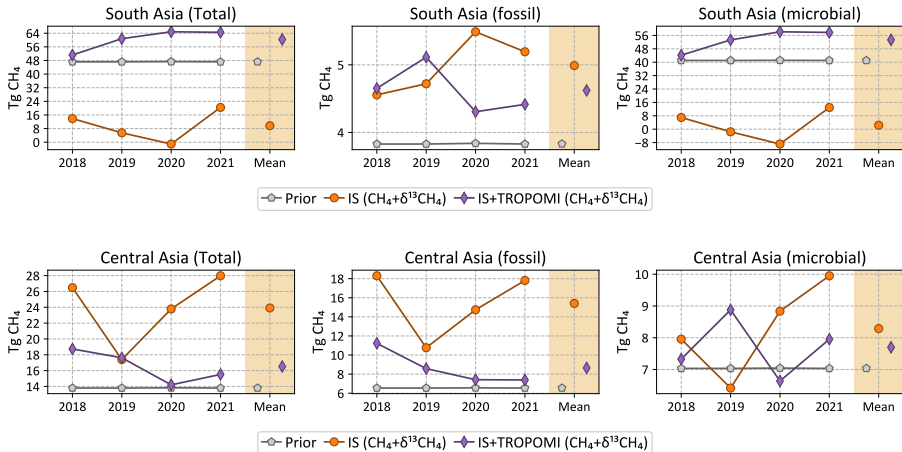 South Asia (Total)
South Asia (fossil)
South Asia (microbial)
Tg CH₄
64
56
48
40
32
24
16
8
0
2018 2019 2020 2021 Mean
Tg CH₄
5
4
2018 2019 2020 2021 Mean
Tg CH₄
56
48
40
32
24
16
8
0
−8
2018 2019 2020 2021 Mean
Prior IS (CH₄+δ¹³CH₄) IS+TROPOMI (CH₄+δ¹³CH₄)
Central Asia (Total)
Central Asia (fossil)
Central Asia (microbial)
Tg CH₄
28
26
24
22
20
18
16
14
2018 2019 2020 2021 Mean
Tg CH₄
18
16
14
12
10
8
6
2018 2019 2020 2021 Mean
Tg CH₄
10
9
8
7
2018 2019 2020 2021 Mean
Prior IS (CH₄+δ¹³CH₄) IS+TROPOMI (CH₄+δ¹³CH₄)